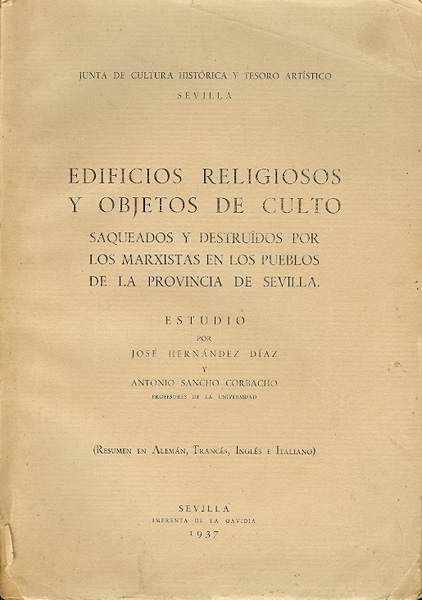 JUNTA DE CULTURA HISTÓRICA Y TESORO ARTÍSTICO
SEVILLA
EDIFICIOS RELIGIOSOS
Y OBJETOS DE CULTO
SAQUEADOS Y DESTRUÍDOS POR
LOS MARXISTAS EN LOS PUEBLOS
DE LA PROVINCIA DE SEVILLA.
ESTUDIO
POR
JOSÉ HERNÁNDEZ DÍAZ
Y
ANTONIO SANCHO CORBACHO
PROFESORES DE LA UNIVERSIDAD
(RESUMEN EN ALEMÁN, FRANCÉS, INGLÉS E ITALIANO)
SEVILLA
IMPRENTA DE LA GAVIDIA
1937